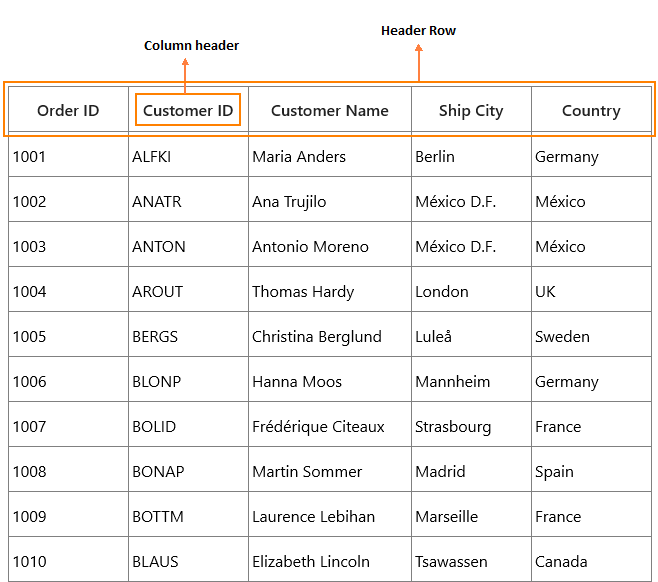 Header Row
Column header
Order ID Customer ID Customer Name Ship City Country
1001 ALFKI Maria Anders Berlin Germany
1002 ANATR Ana Trujilo México D.F. México
1003 ANTON Antonio Moreno México D.F. México
1004 AROUT Thomas Hardy London UK
1005 BERGS Christina Berglund Luleå Sweden
1006 BLONP Hanna Moos Mannheim Germany
1007 BOLID Frédérique Citeaux Strasbourg France
1008 BONAP Martin Sommer Madrid Spain
1009 BOTTM Laurence Lebihan Marseille France
1010 BLAUS Elizabeth Lincoln Tsawassen Canada